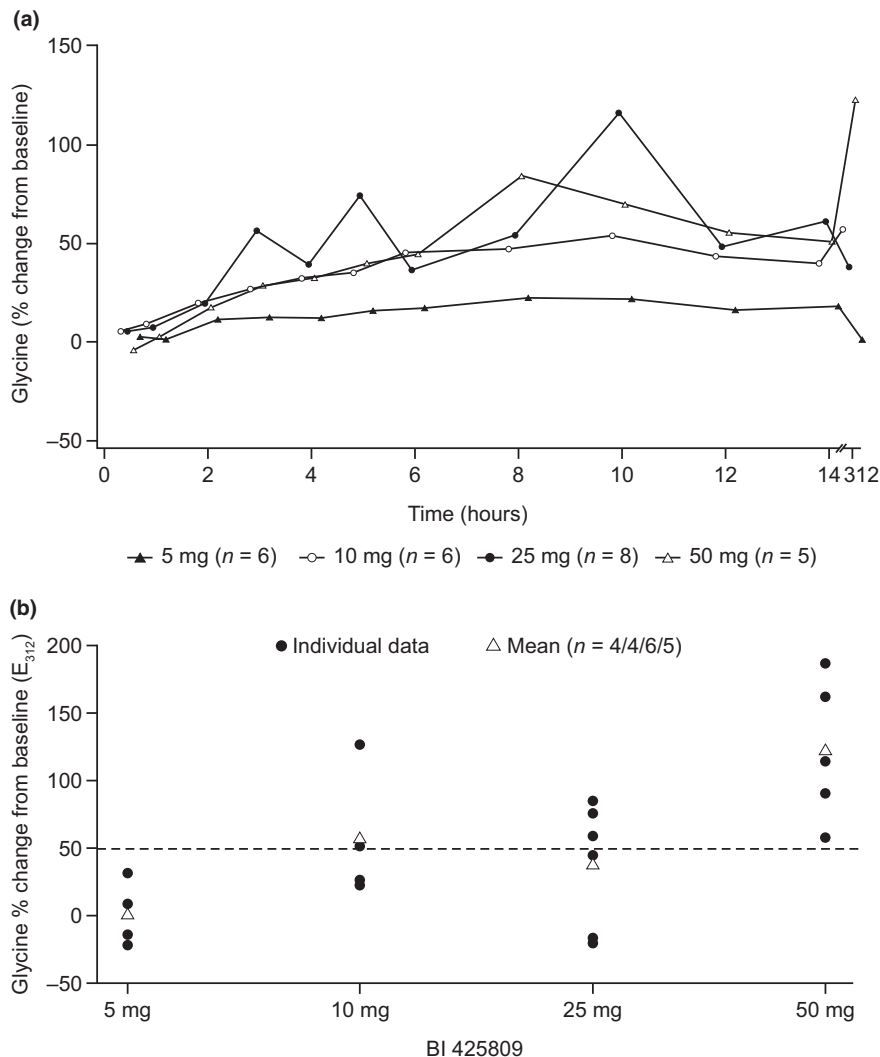 (a)
Glycine (% change from baseline)
150
100
50
0
–50
0 2 4 6 8 10 12 14 312
Time (hours)
5 mg (n = 6) 10 mg (n = 6) 25 mg (n = 8) 50 mg (n = 5)
(b)
Glycine % change from baseline (E312)
200
150
100
50
0
–50
Individual data Mean (n = 4/4/6/5)
5 mg 10 mg 25 mg 50 mg
BI 425809